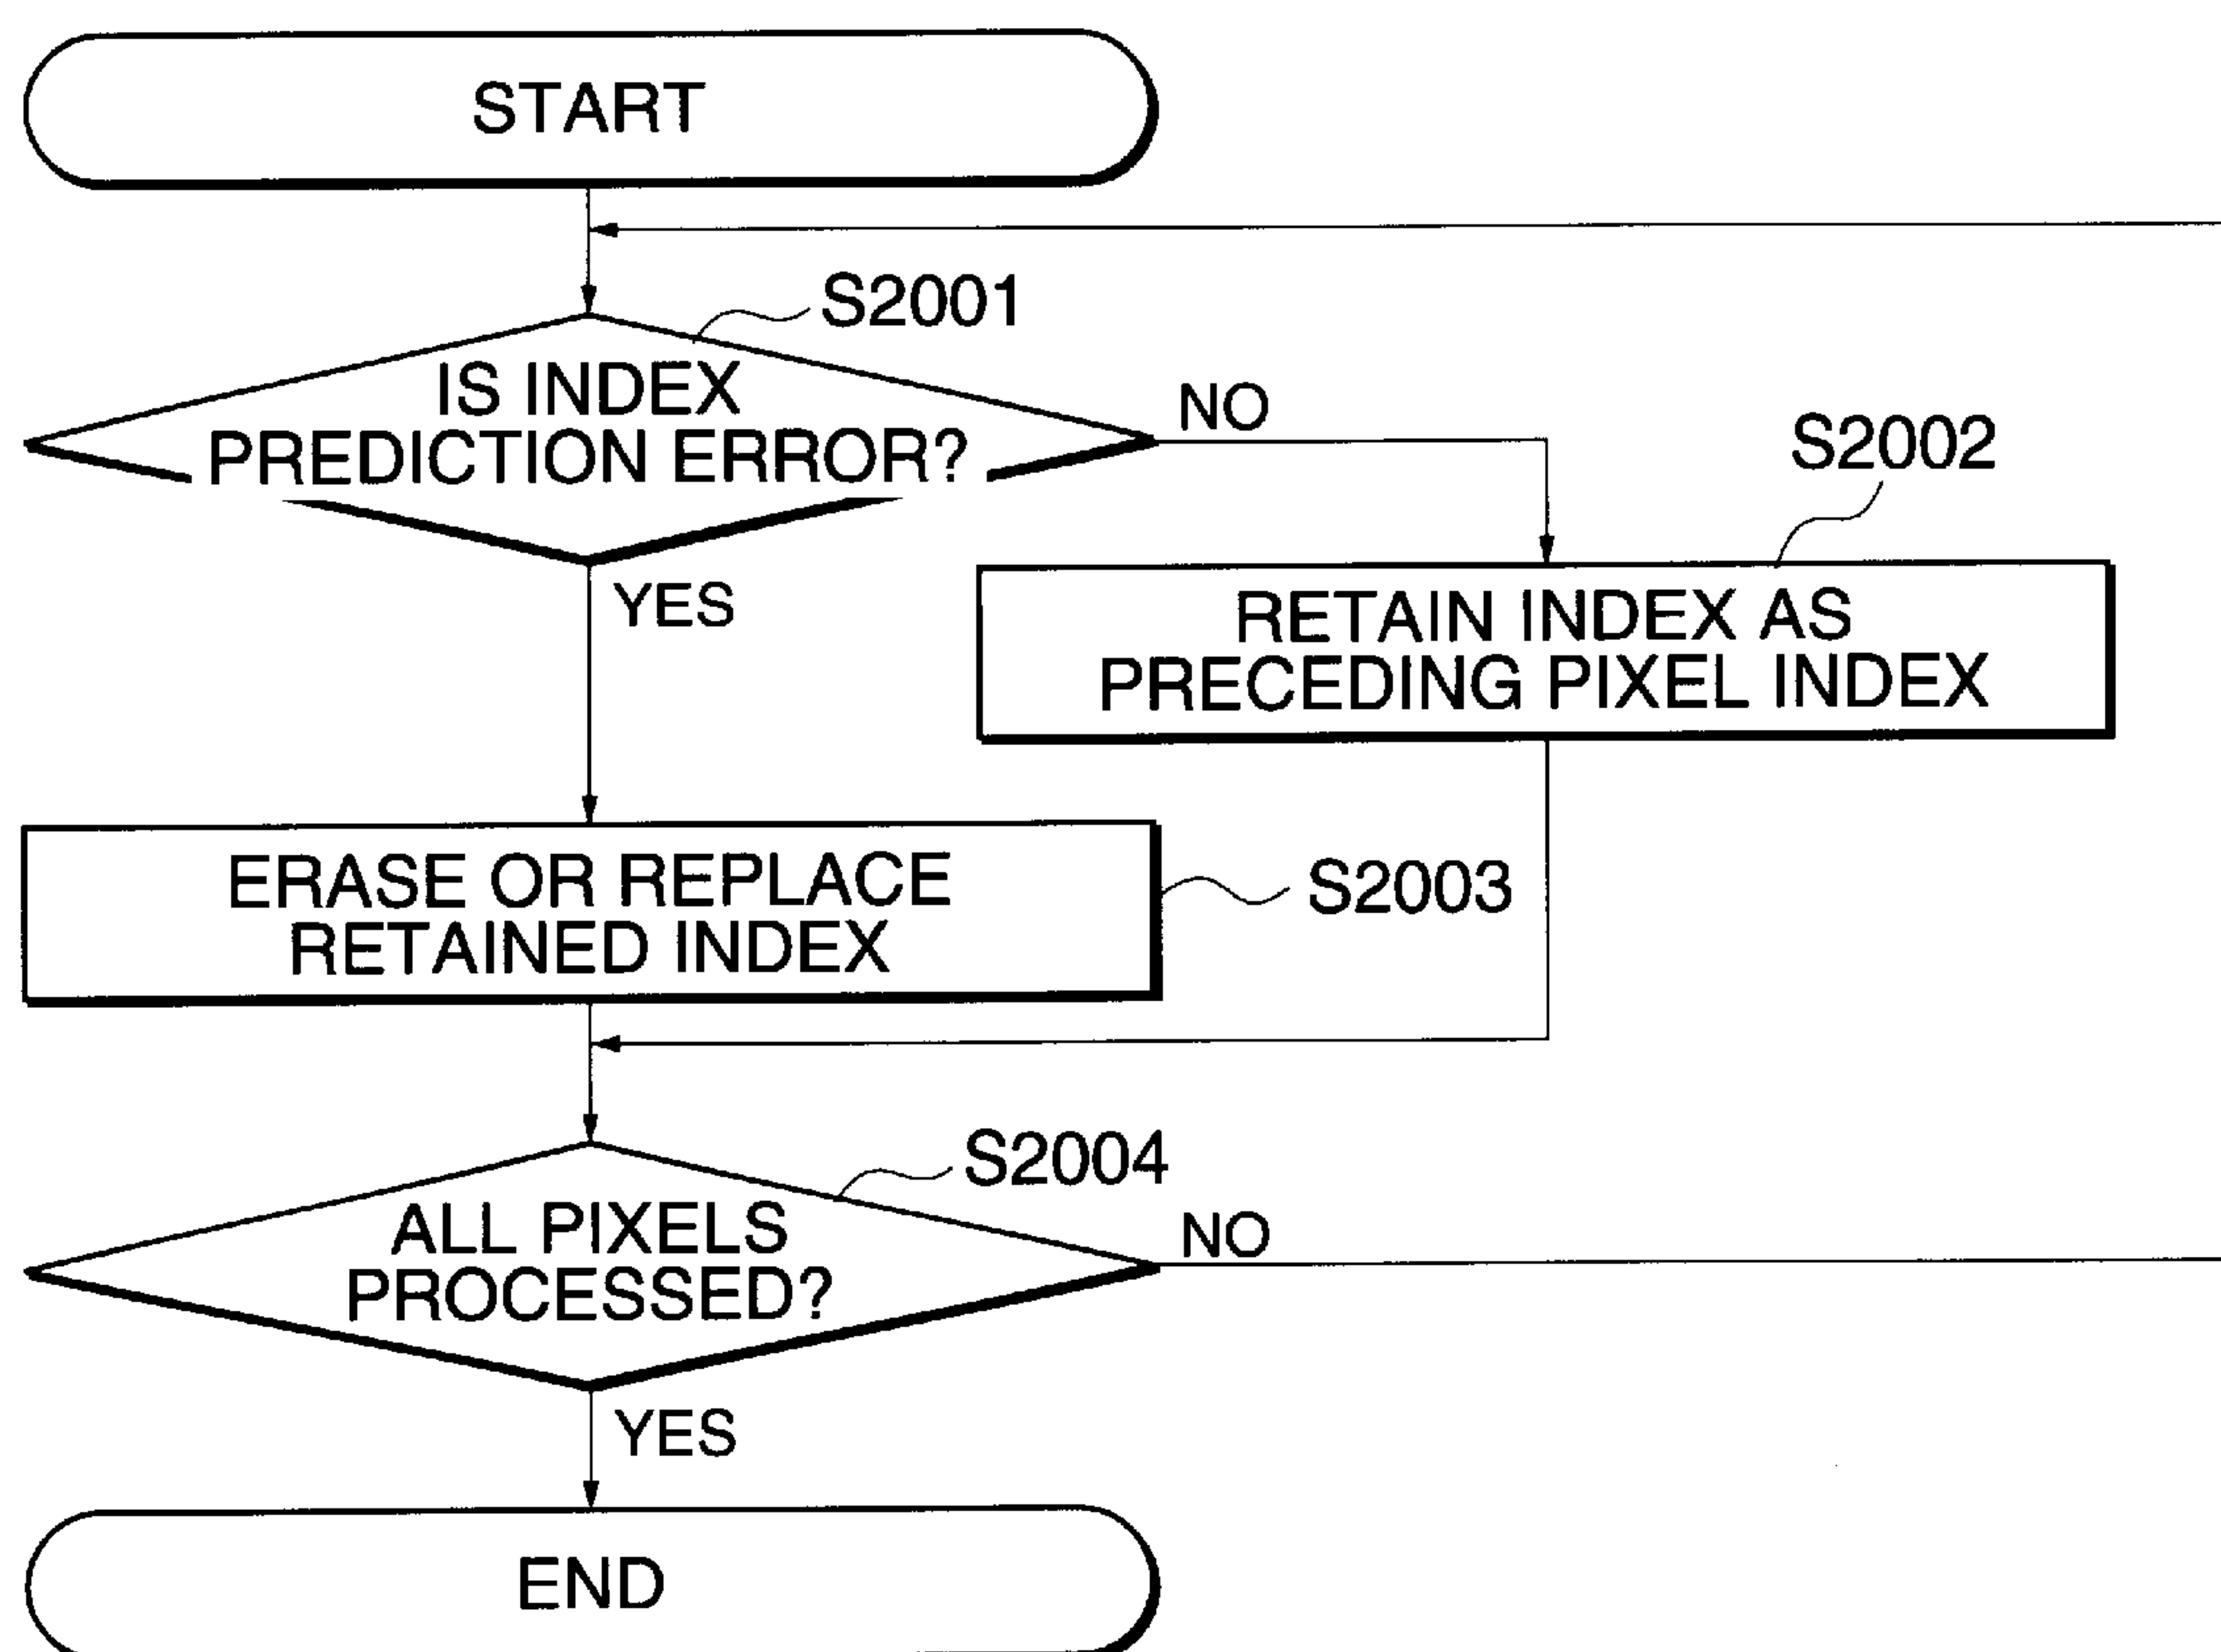 START
S2001
IS INDEX
PREDICTION ERROR?
NO
S2002
YES
RETAIN INDEX AS
PRECEDING PIXEL INDEX
ERASE OR REPLACE
RETAINED INDEX
S2003
S2004
ALL PIXELS
PROCESSED?
NO
YES
END